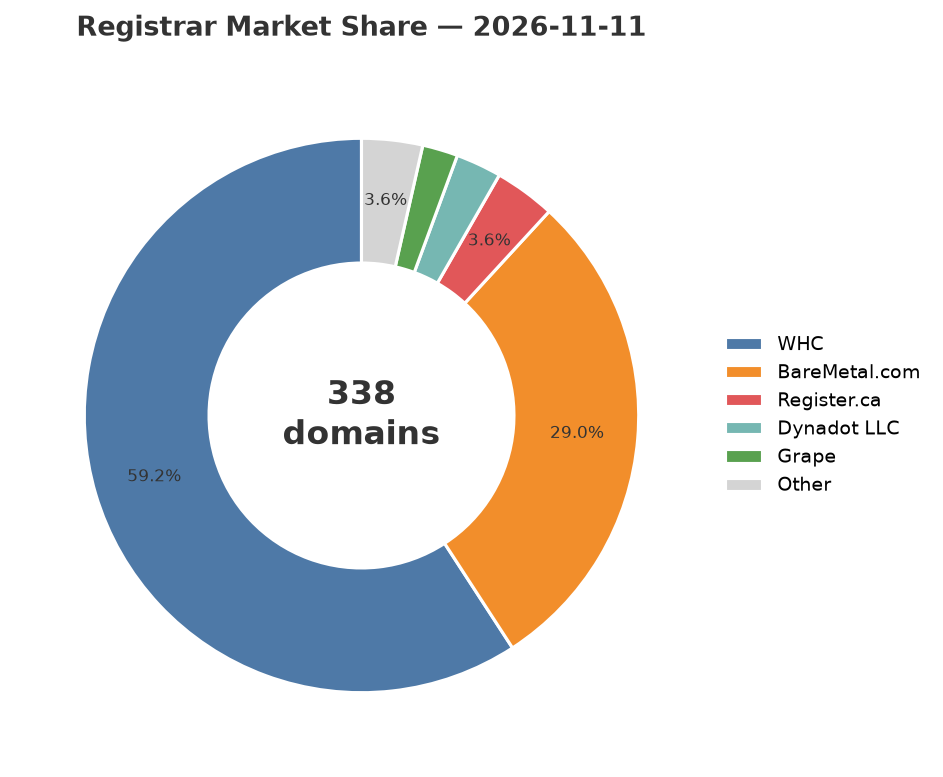 Registrar Market Share — 2026-11-11
3.6%
3.6%
29.0%
59.2%
338
domains
WHC
BareMetal.com
Register.ca
Dynadot LLC
Grape
Other